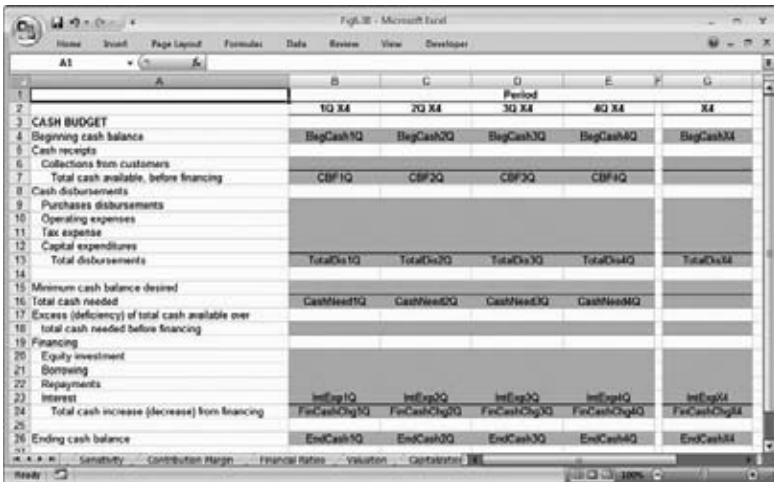 Fig6.38 - Microsoft Excel
Home Insert Page Layout Formulas Data Review View Developer
A1 fx
A B C D E F G
1 Period
2 1Q X4 2Q X4 3Q X4 4Q X4 X4
3 CASH BUDGET
4 Beginning cash balance BegCash1Q BegCash2Q BegCash3Q BegCash4Q BegCashX4
5 Cash receipts
6 Collections from customers
7 Total cash available, before financing CBF1Q CBF2Q CBF3Q CBF4Q
8 Cash disbursements
9 Purchases disbursements
10 Operating expenses
11 Tax expense
12 Capital expenditures
13 Total disbursements TotalDis1Q TotalDis2Q TotalDis3Q TotalDis4Q TotalDisX4
14
15 Minimum cash balance desired
16 Total cash needed CashNeed1Q CashNeed2Q CashNeed3Q CashNeed4Q
17 Excess (deficiency) of total cash available over
18 total cash needed before financing
19 Financing
20 Equity investment
21 Borrowing
22 Repayments
23 Interest IntExp1Q IntExp2Q IntExp3Q IntExp4Q IntExpX4
24 Total cash increase (decrease) from financing FinCashChg1Q FinCashChg2Q FinCashChg3Q FinCashChg4Q FinCashChgX4
25
26 Ending cash balance EndCash1Q EndCash2Q EndCash3Q EndCash4Q EndCashX4
Sensitivity Contribution Margin Financial Ratios Valuation
Ready 100%